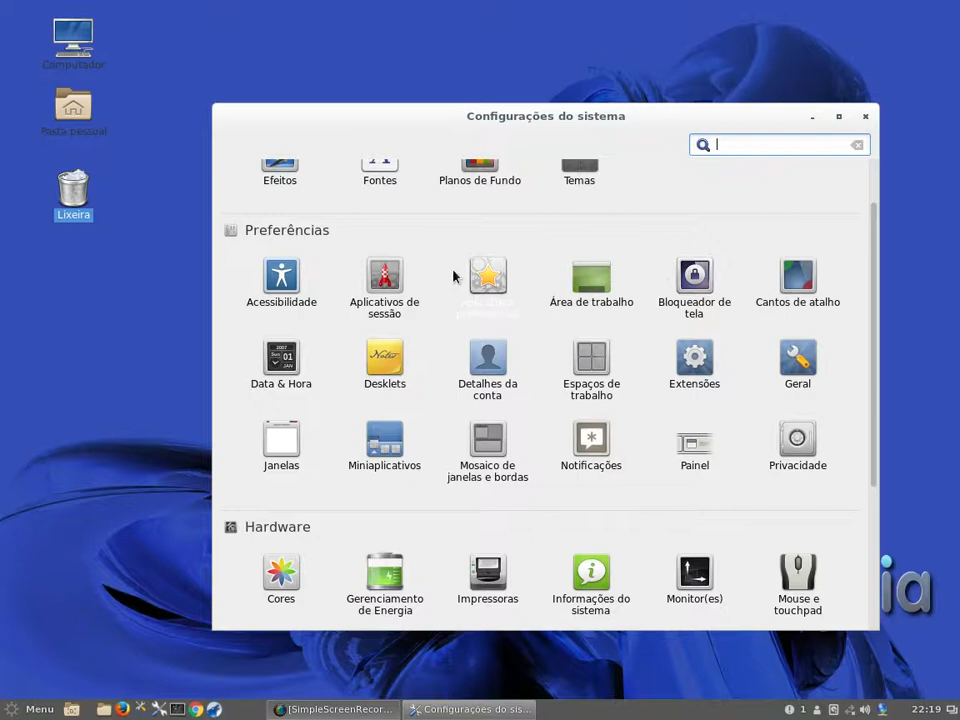 Computador
Pasta pessoal
Lixeira
Configurações do sistema
Efeitos
Fontes
Planos de Fundo
Temas
Preferências
Acessibilidade
Aplicativos de
sessão
Área de trabalho
Bloqueador de
tela
Cantos de atalho
Data & Hora
Desklets
Detalhes da
conta
Espaços de
trabalho
Extensões
Geral
Janelas
Miniaplicativos
Mosaico de
janelas e bordas
Notificações
Painel
Privacidade
Hardware
Cores
Gerenciamento
de Energia
Impressoras
Informações do
sistema
Monitor(es)
Mouse e
touchpad
ia
Menu
[SimpleScreenRecor...
Configurações do sis...
1
22:19